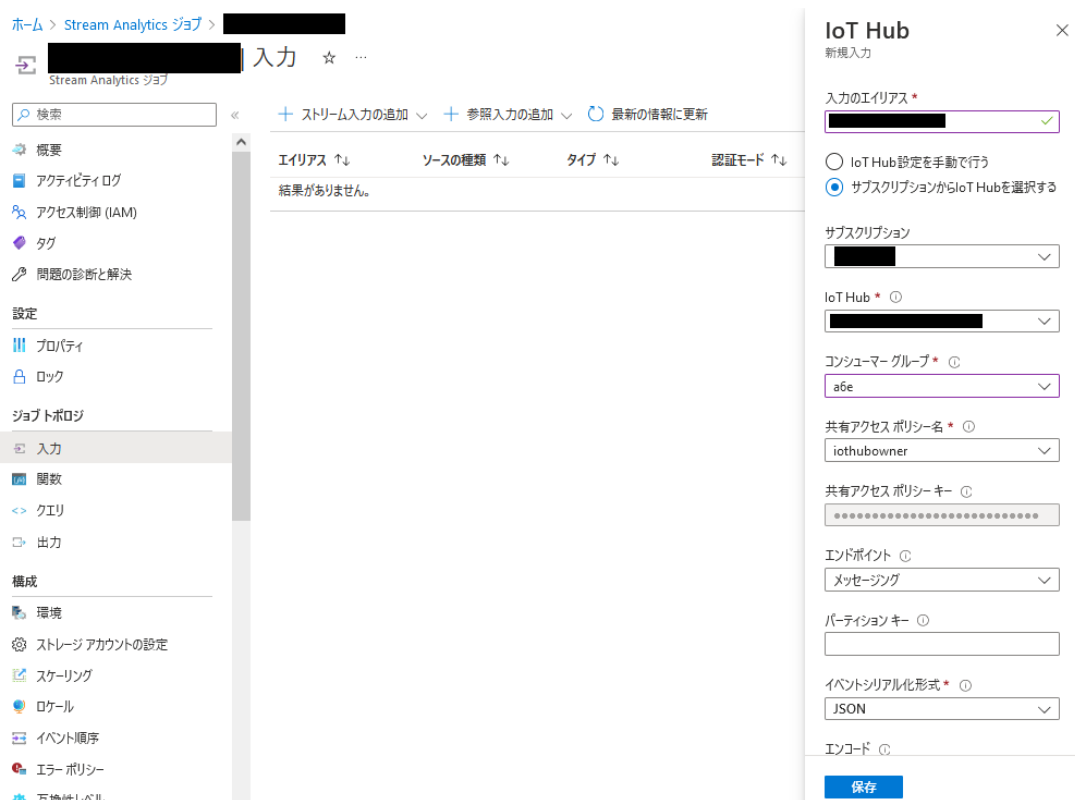 ホーム > Stream Analytics ジョブ >
入力 ☆ …
Stream Analytics ジョブ
検索 «
概要
アクティビティ ログ
アクセス制御 (IAM)
タグ
問題の診断と解決
設定
プロパティ
ロック
ジョブ トポロジ
入力
関数
クエリ
出力
構成
環境
ストレージ アカウントの設定
スケーリング
ロケール
イベント順序
エラー ポリシー
互換性レベル
+ ストリーム入力の追加 + 参照入力の追加 最新の情報に更新
エイリアス ↑↓ ソースの種類 ↑↓ タイプ ↑↓ 認証モード ↑↓
結果がありません。
IoT Hub
新規入力
入力のエイリアス *
IoT Hub設定を手動で行う
サブスクリプションからIoT Hubを選択する
サブスクリプション
IoT Hub *
コンシューマー グループ *
a6e
共有アクセス ポリシー名 *
iothubowner
共有アクセス ポリシー キー
エンドポイント
メッセージング
パーティション キー
イベントシリアル化形式 *
JSON
エンコード
保存